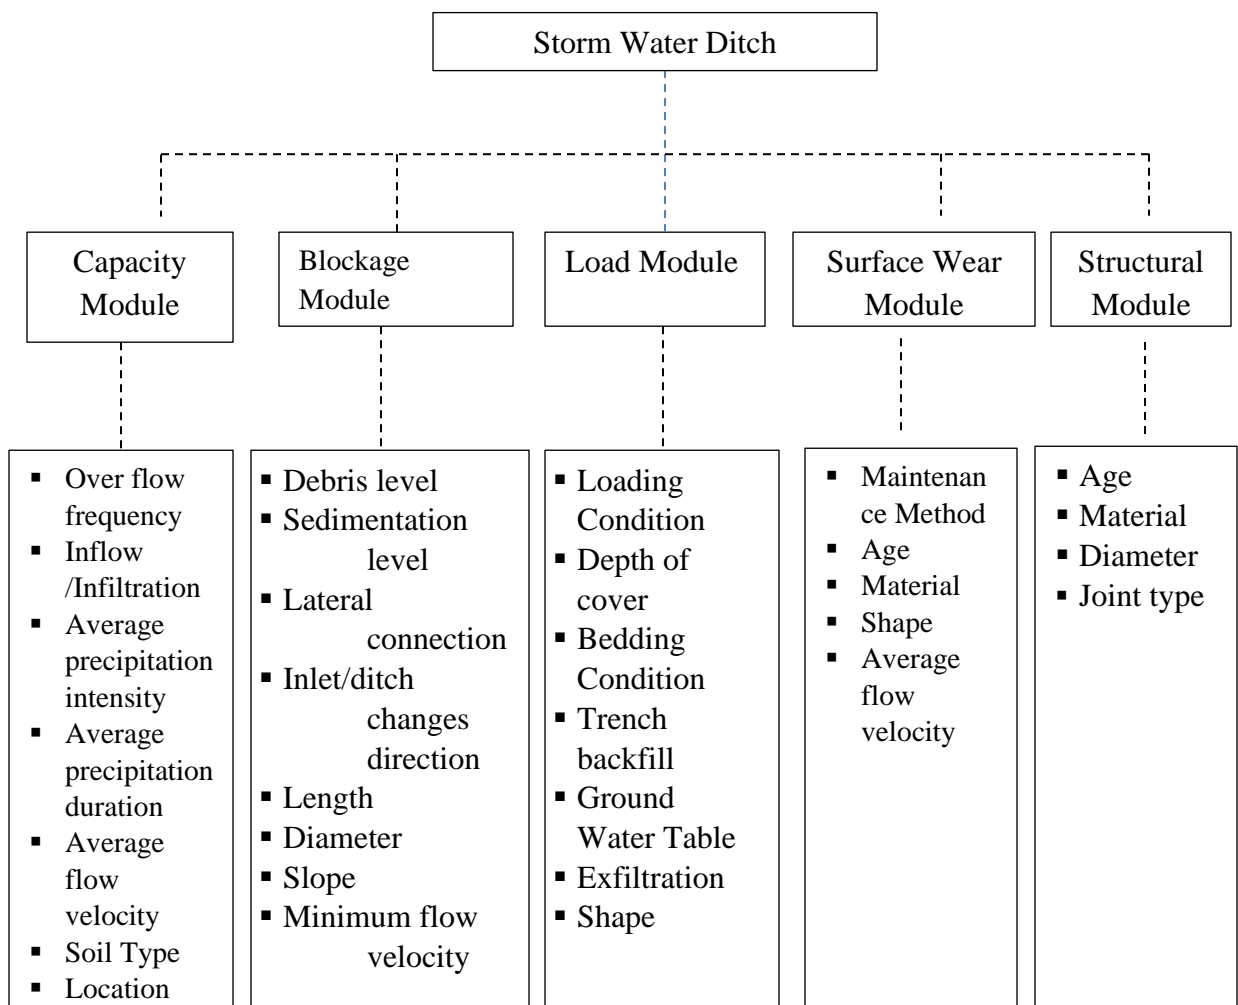 Storm Water Ditch
Capacity
Module
Blockage
Module
Load Module
Surface Wear
Module
Structural
Module
▪ Over flow
frequency
▪ Inflow
/Infiltration
▪ Average
precipitation
intensity
▪ Average
precipitation
duration
▪ Average
flow
velocity
▪ Soil Type
▪ Location
▪ Debris level
▪ Sedimentation
level
▪ Lateral
connection
▪ Inlet/ditch
changes
direction
▪ Length
▪ Diameter
▪ Slope
▪ Minimum flow
velocity
▪ Loading
Condition
▪ Depth of
cover
▪ Bedding
Condition
▪ Trench
backfill
▪ Ground
Water Table
▪ Exfiltration
▪ Shape
▪ Maintenan
ce Method
▪ Age
▪ Material
▪ Shape
▪ Average
flow
velocity
▪ Age
▪ Material
▪ Diameter
▪ Joint type